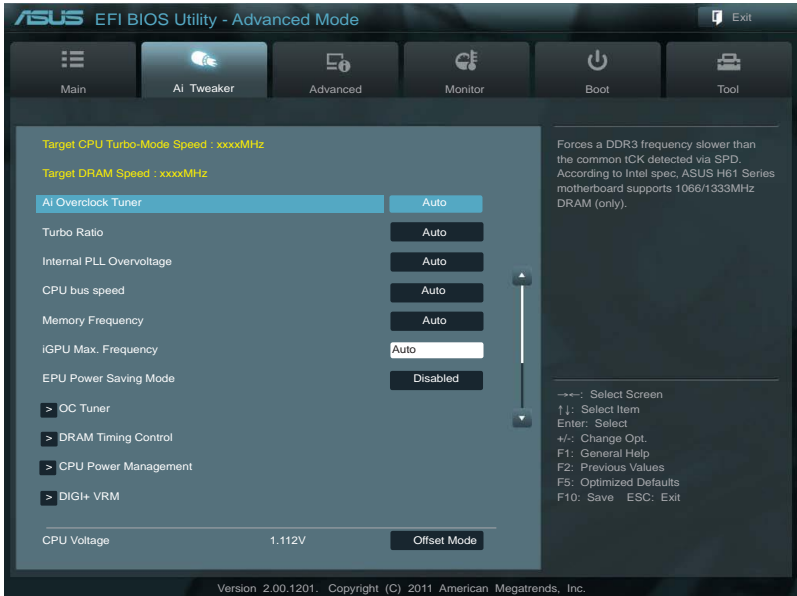 ASUS EFI BIOS Utility - Advanced Mode
Exit
Main
Ai Tweaker
Advanced
Monitor
Boot
Tool
Target CPU Turbo-Mode Speed : xxxxMHz
Target DRAM Speed : xxxxMHz
Ai Overclock Tuner Auto
Turbo Ratio Auto
Internal PLL Overvoltage Auto
CPU bus speed Auto
Memory Frequency Auto
iGPU Max. Frequency Auto
EPU Power Saving Mode Disabled
> OC Tuner
> DRAM Timing Control
> CPU Power Management
> DIGI+ VRM
CPU Voltage 1.112V Offset Mode
Forces a DDR3 frequency slower than
the common tCK detected via SPD.
According to Intel spec, ASUS H61 Series
motherboard supports 1066/1333MHz
DRAM (only).
→←: Select Screen
↑↓: Select Item
Enter: Select
+/-: Change Opt.
F1: General Help
F2: Previous Values
F5: Optimized Defaults
F10: Save ESC: Exit
Version 2.00.1201. Copyright (C) 2011 American Megatrends, Inc.